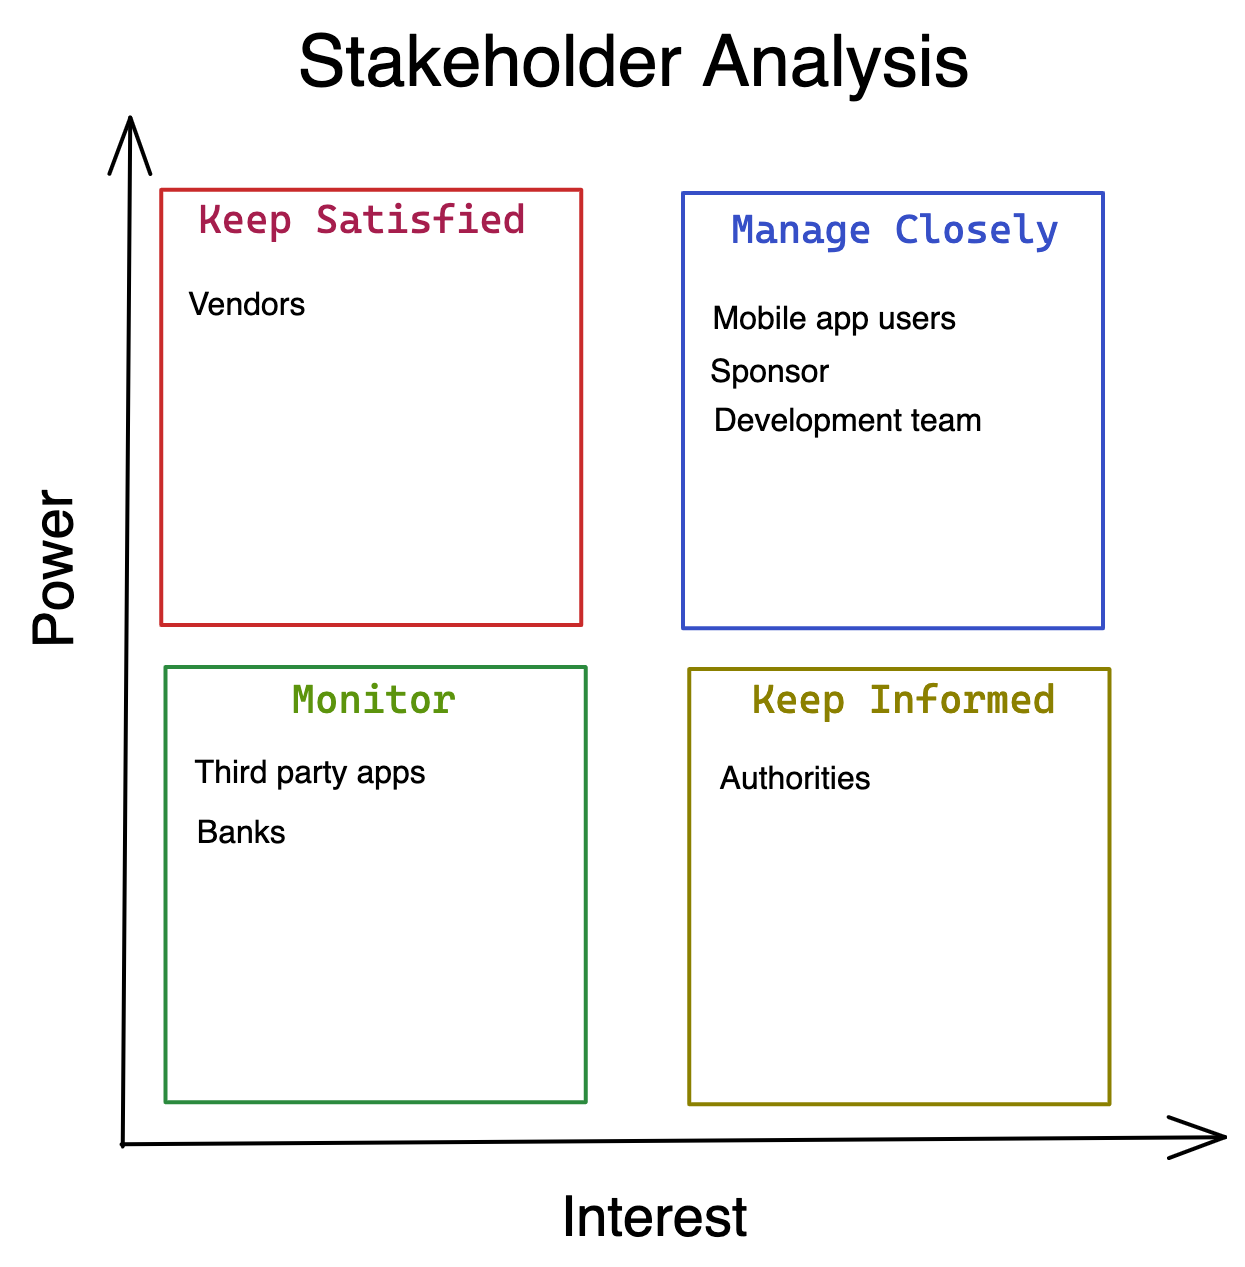 Stakeholder Analysis
Power
Keep Satisfied
Vendors
Manage Closely
Mobile app users
Sponsor
Development team
Monitor
Third party apps
Banks
Keep Informed
Authorities
Interest